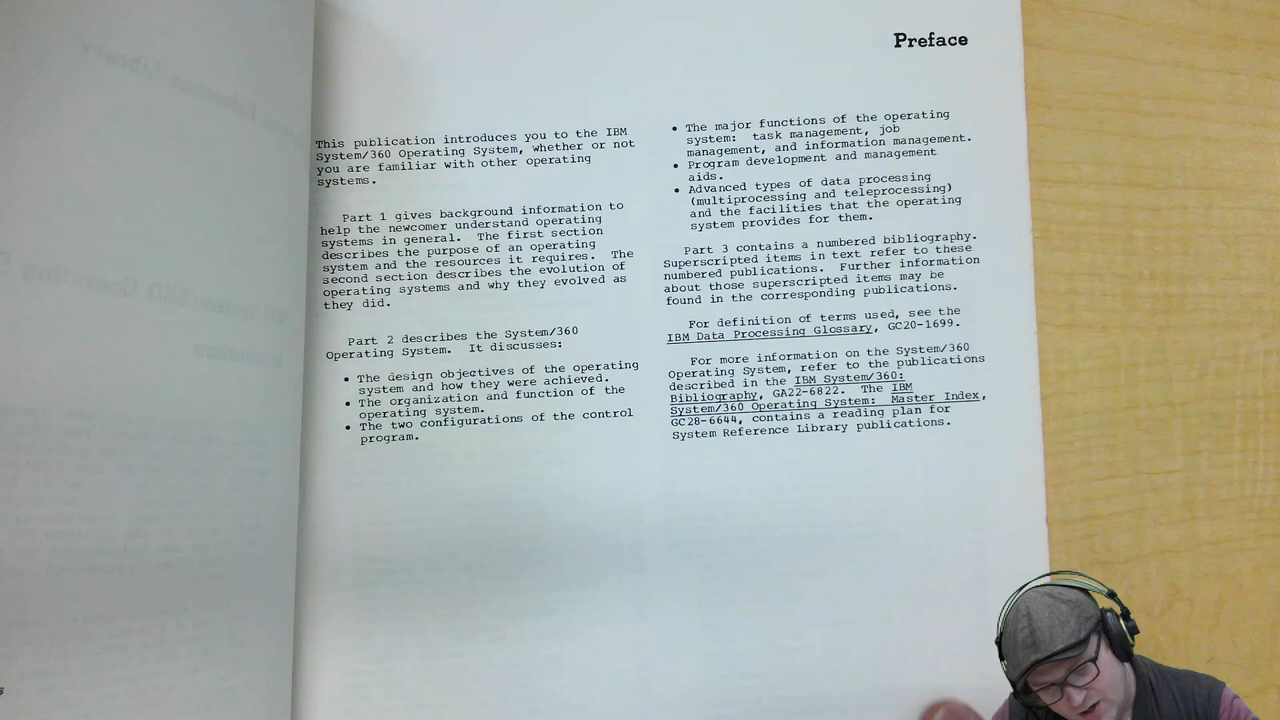 Preface
This publication introduces you to the IBM
System/360 Operating System, whether or not
you are familiar with other operating
systems.
Part 1 gives background information to
help the newcomer understand operating
systems in general. The first section
describes the purpose of an operating
system and the resources it requires. The
second section describes the evolution of
operating systems and why they evolved as
they did.
Part 2 describes the System/360
Operating System. It discusses:
• The design objectives of the operating
system and how they were achieved.
• The organization and function of the
operating system.
• The two configurations of the control
program.
• The major functions of the operating
system: task management, job
management, and information management.
• Program development and management
aids.
• Advanced types of data processing
(multiprocessing and teleprocessing)
and the facilities that the operating
system provides for them.
Part 3 contains a numbered bibliography.
Superscripted items in text refer to these
numbered publications. Further information
about those superscripted items may be
found in the corresponding publications.
For definition of terms used, see the
IBM Data Processing Glossary, GC20-1699.
For more information on the System/360
Operating System, refer to the publications
described in the IBM System/360:
Bibliography, GA22-6822. The IBM
System/360 Operating System: Master Index,
GC28-6644, contains a reading plan for
System Reference Library publications.